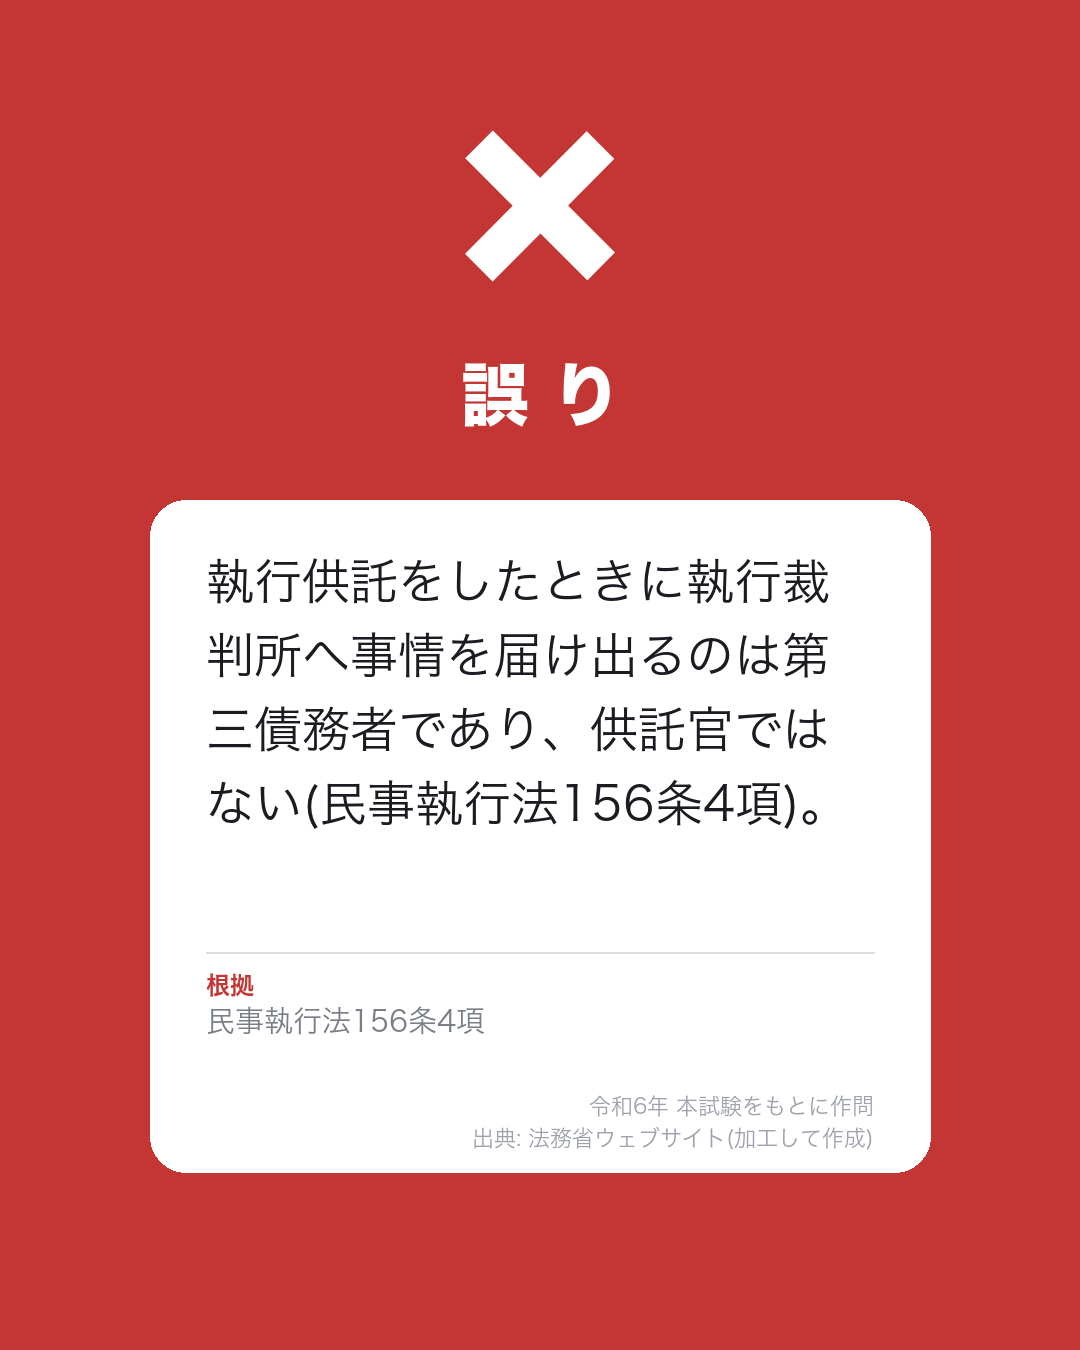 誤り
執行供託をしたときに執行裁
判所へ事情を届け出るのは第
三債務者であり、供託官では
ない(民事執行法156条4項)。
根拠
民事執行法156条4項
令和6年 本試験をもとに作問
出典: 法務省ウェブサイト(加工して作成)